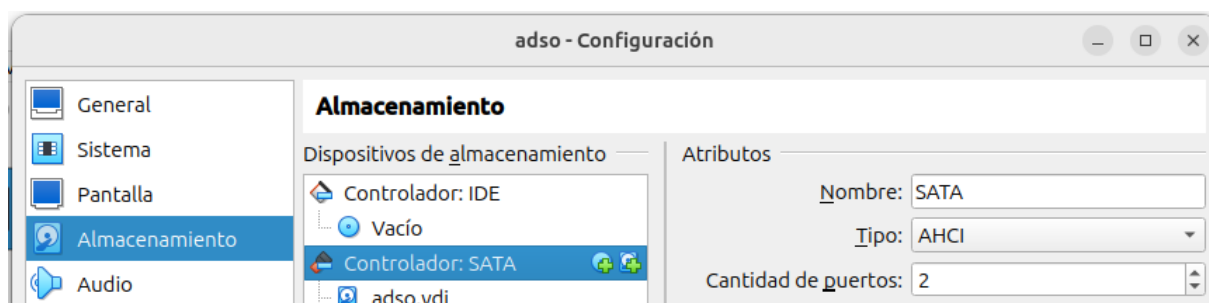 adso - Configuración
General
Sistema
Pantalla
Almacenamiento
Audio
Almacenamiento
Dispositivos de almacenamiento
Controlador: IDE
Vacío
Controlador: SATA
adso.vdi
Atributos
Nombre: SATA
Tipo: AHCI
Cantidad de puertos: 2